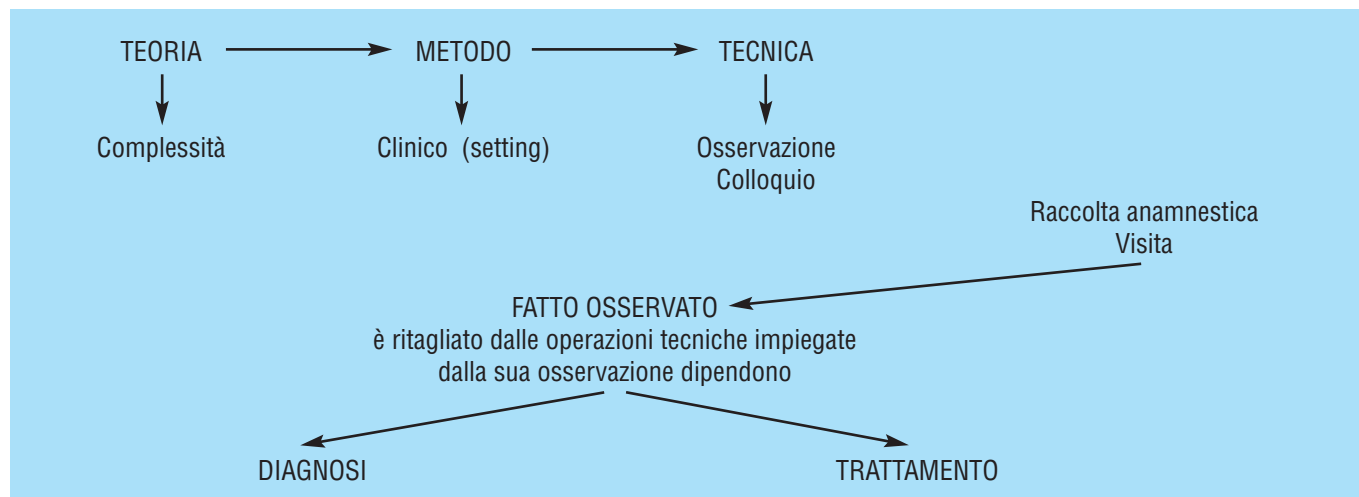 TEORIA METODO TECNICA
Complessità Clinico (setting) Osservazione
Colloquio
Raccolta anamnestica
Visita
FATTO OSSERVATO
è ritagliato dalle operazioni tecniche impiegate
dalla sua osservazione dipendono
DIAGNOSI TRATTAMENTO